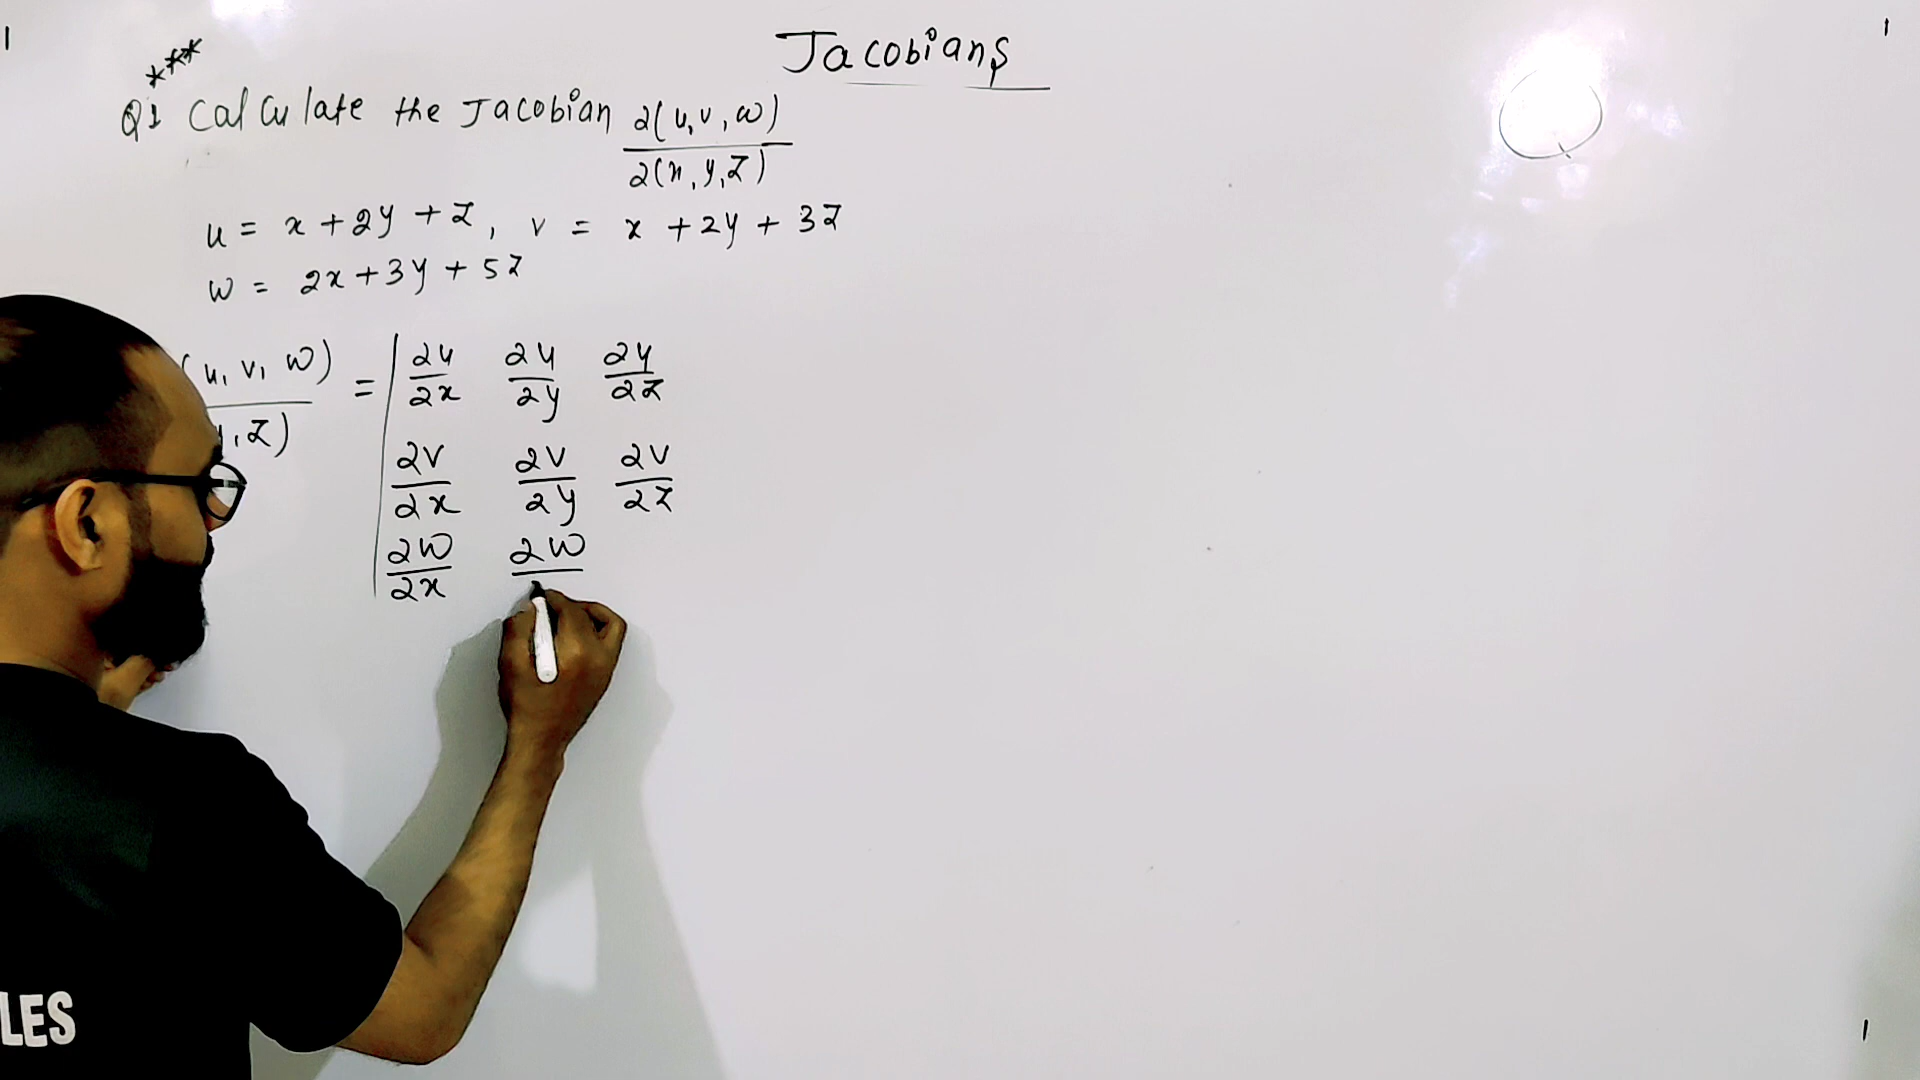 Jacobians
***
Q1 Calculate the Jacobian ∂(u,v,w)/∂(x,y,z)
u = x+2y+z, v = x+2y+3z
w = 2x+3y+5z
(u, v, w) / y,z) = | ∂u/∂x ∂u/∂y ∂u/∂z
∂v/∂x ∂v/∂y ∂v/∂z
∂w/∂x ∂w/
LES